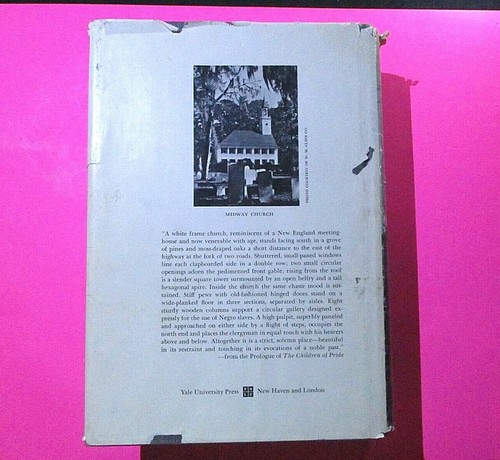 PHOTO COURTESY OF W. W. CLINE CO.
MIDWAY CHURCH
"A white frame church, reminiscent of a New England meeting-
house and now venerable with age, stands facing south in a grove
of pines and moss-draped oaks a short distance to the east of the
highway at the fork of two roads. Shuttered, small-paned windows
line each clapboarded side in a double row; two small circular
openings adorn the pedimented front gable; rising from the roof
is a slender square tower surmounted by an open belfry and a tall
hexagonal spire. Inside the church the same chaste mood is sus-
tained. Stiff pews with old-fashioned hinged doors stand on a
wide-planked floor in three sections, separated by aisles. Eight
sturdy wooden columns support a circular gallery designed ex-
pressly for the use of Negro slaves. A high pulpit, superbly paneled
and approached on either side by a flight of steps, occupies the
north end and places the clergyman in equal touch with his hearers
above and below. Altogether it is a strict, solemn place—beautiful
in its restraint and touching in its evocations of a noble past."
—from the Prologue of The Children of Pride
Yale University Press New Haven and London